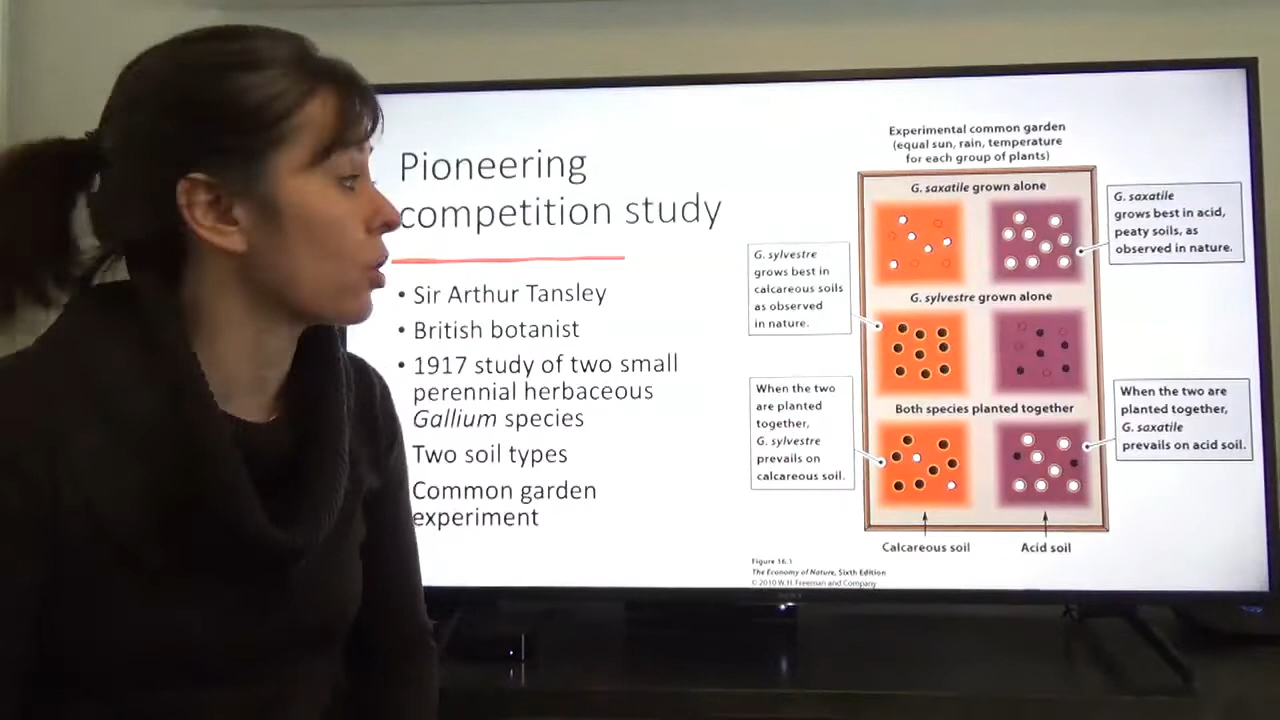 Pioneering
competition study
• Sir Arthur Tansley
• British botanist
• 1917 study of two small
perennial herbaceous
Gallium species
Two soil types
Common garden
experiment
Experimental common garden
(equal sun, rain, temperature
for each group of plants)
G. saxatile grown alone
G. saxatile
grows best in acid,
peaty soils, as
observed in nature.
G. sylvestre
grows best in
calcareous soils
as observed
in nature.
G. sylvestre grown alone
When the two
are planted
together,
G. sylvestre
prevails on
calcareous soil.
Both species planted together
When the two are
planted together,
G. saxatile
prevails on acid soil.
Calcareous soil
Acid soil
Figure 16.1
The Economy of Nature, Sixth Edition
© 2010 W.H. Freeman and Company
SONY